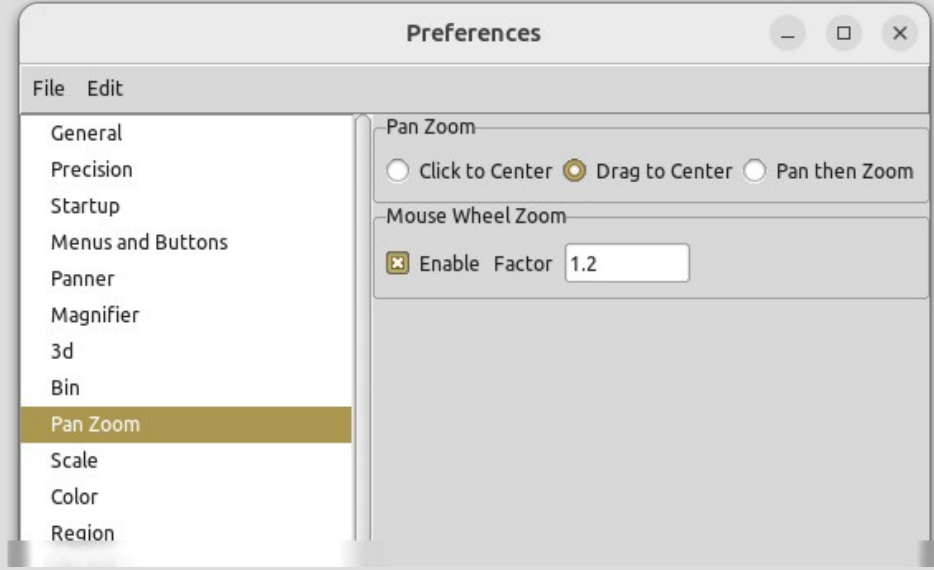 Preferences
File Edit
General
Precision
Startup
Menus and Buttons
Panner
Magnifier
3d
Bin
Pan Zoom
Scale
Color
Region
Pan Zoom
Click to Center Drag to Center Pan then Zoom
Mouse Wheel Zoom
Enable Factor 1.2